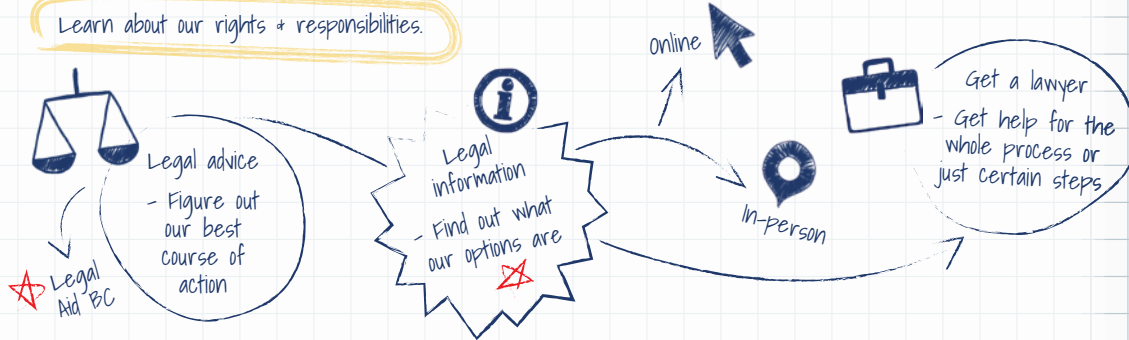 Learn about our rights & responsibilities.
Legal advice
- Figure out
our best
course of
action
Legal
Aid BC
Legal
information
- Find out what
our options are
online
In-person
Get a lawyer
- Get help for the
whole process or
just certain steps